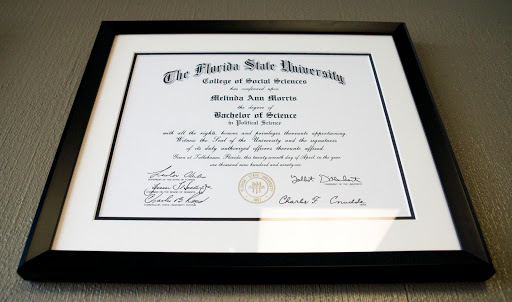 The Florida State University
College of Social Sciences
has conferred upon
Melinda Ann Morris
the degree of
Bachelor of Science
in Political Science
with all the rights, honors and privileges thereunto appertaining.
Witness the Seal of the University and the signatures
of its duly authorized officers thereunto affixed.
Given at Tallahassee, Florida, this twenty-seventh day of April, in the year
one thousand nine hundred and ninety-six